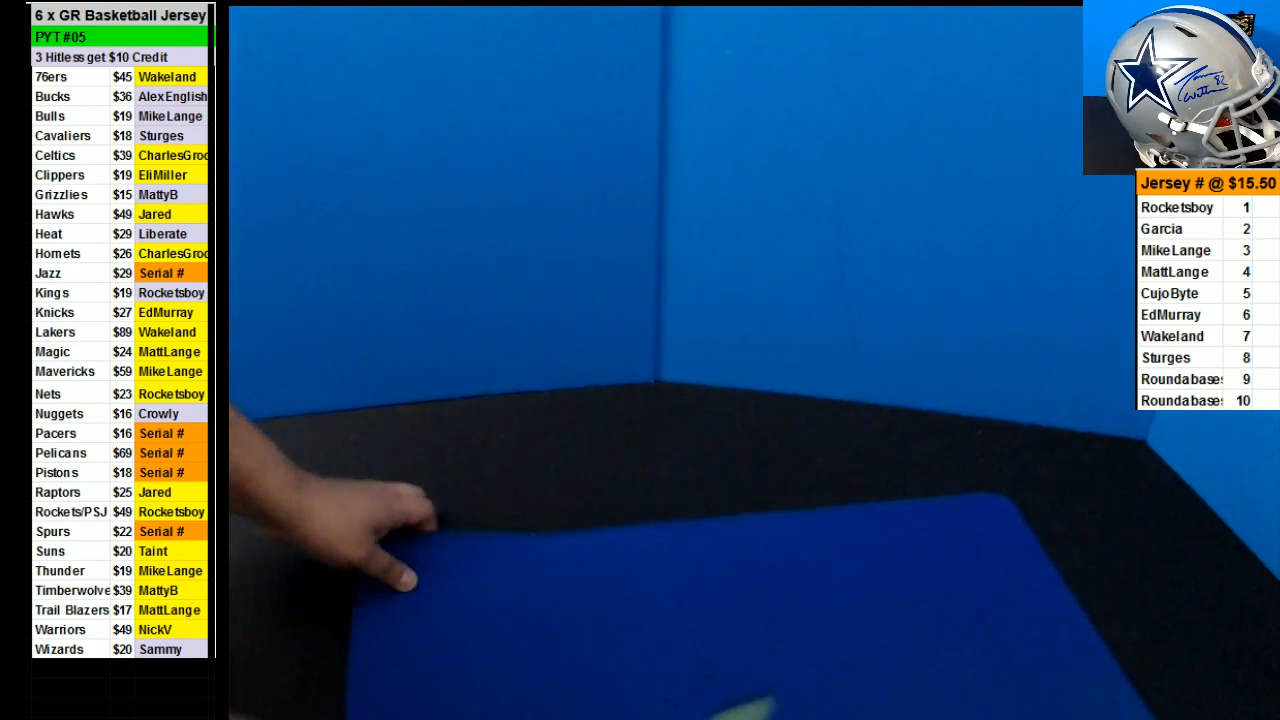 6 x GR Basketball Jersey
PYT #05
3 Hitless get $10 Credit
76ers $45 Wakeland
Bucks $36 AlexEnglish
Bulls $19 MikeLange
Cavaliers $18 Sturges
Celtics $39 CharlesGroo
Clippers $19 EliMiller
Grizzlies $15 MattyB
Hawks $49 Jared
Heat $29 Liberate
Hornets $26 CharlesGroo
Jazz $29 Serial #
Kings $19 Rocketsboy
Knicks $27 EdMurray
Lakers $89 Wakeland
Magic $24 MattLange
Mavericks $59 MikeLange
Nets $23 Rocketsboy
Nuggets $16 Crowly
Pacers $16 Serial #
Pelicans $69 Serial #
Pistons $18 Serial #
Raptors $25 Jared
Rockets/PSJ $49 Rocketsboy
Spurs $22 Serial #
Suns $20 Taint
Thunder $19 MikeLange
Timberwolve $39 MattyB
Trail Blazers $17 MattLange
Warriors $49 NickV
Wizards $20 Sammy
82
Jersey # @ $15.50
Rocketsboy 1
Garcia 2
MikeLange 3
MattLange 4
CujoByte 5
EdMurray 6
Wakeland 7
Sturges 8
Roundabases 9
Roundabases 10